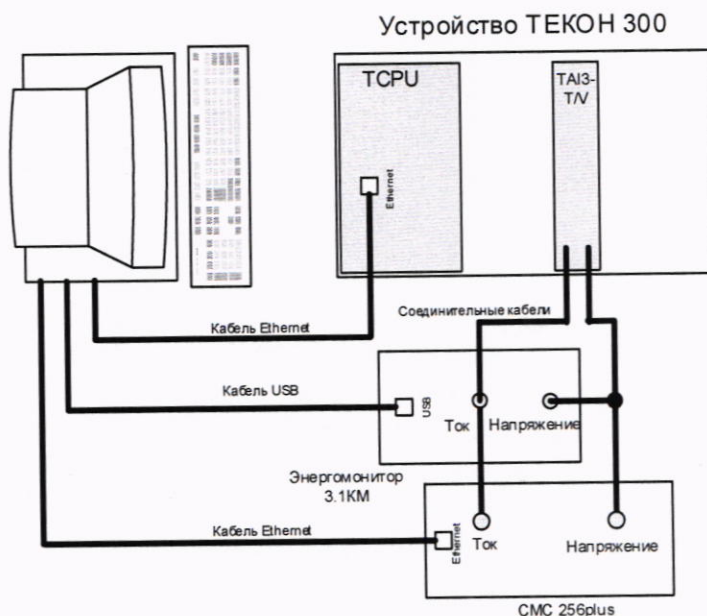 Устройство ТЕКОН 300
TCPU
TAI3-
T/V
Ethernet
Соединительные кабели
Кабель Ethernet
Кабель USB
USB
Ток
Напряжение
Энергомонитор
3.1КМ
Кабель Ethernet
Ethernet
Ток
Напряжение
СМС 256plus